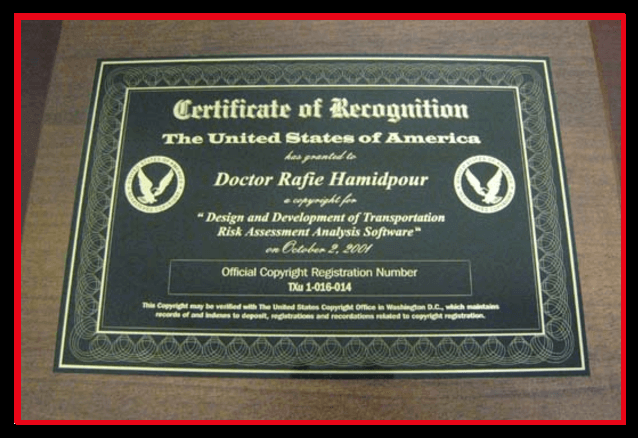 Certificate of Recognition
The United States of America
has granted to
Doctor Rafie Hamidpour
a copyright for
“ Design and Development of Transportation
Risk Assessment Analysis Software“
on October 2, 2001
Official Copyright Registration Number
TXu 1-016-014
This Copyright may be verified with The United States Copyright Office in Washington D.C., which maintains
records of and indexes to deposit, registrations and recordations related to copyright registration.